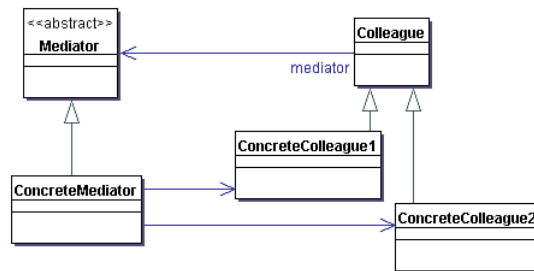 <<abstract>>
Mediator
Colleague
mediator
ConcreteColleague1
ConcreteMediator
ConcreteColleague2